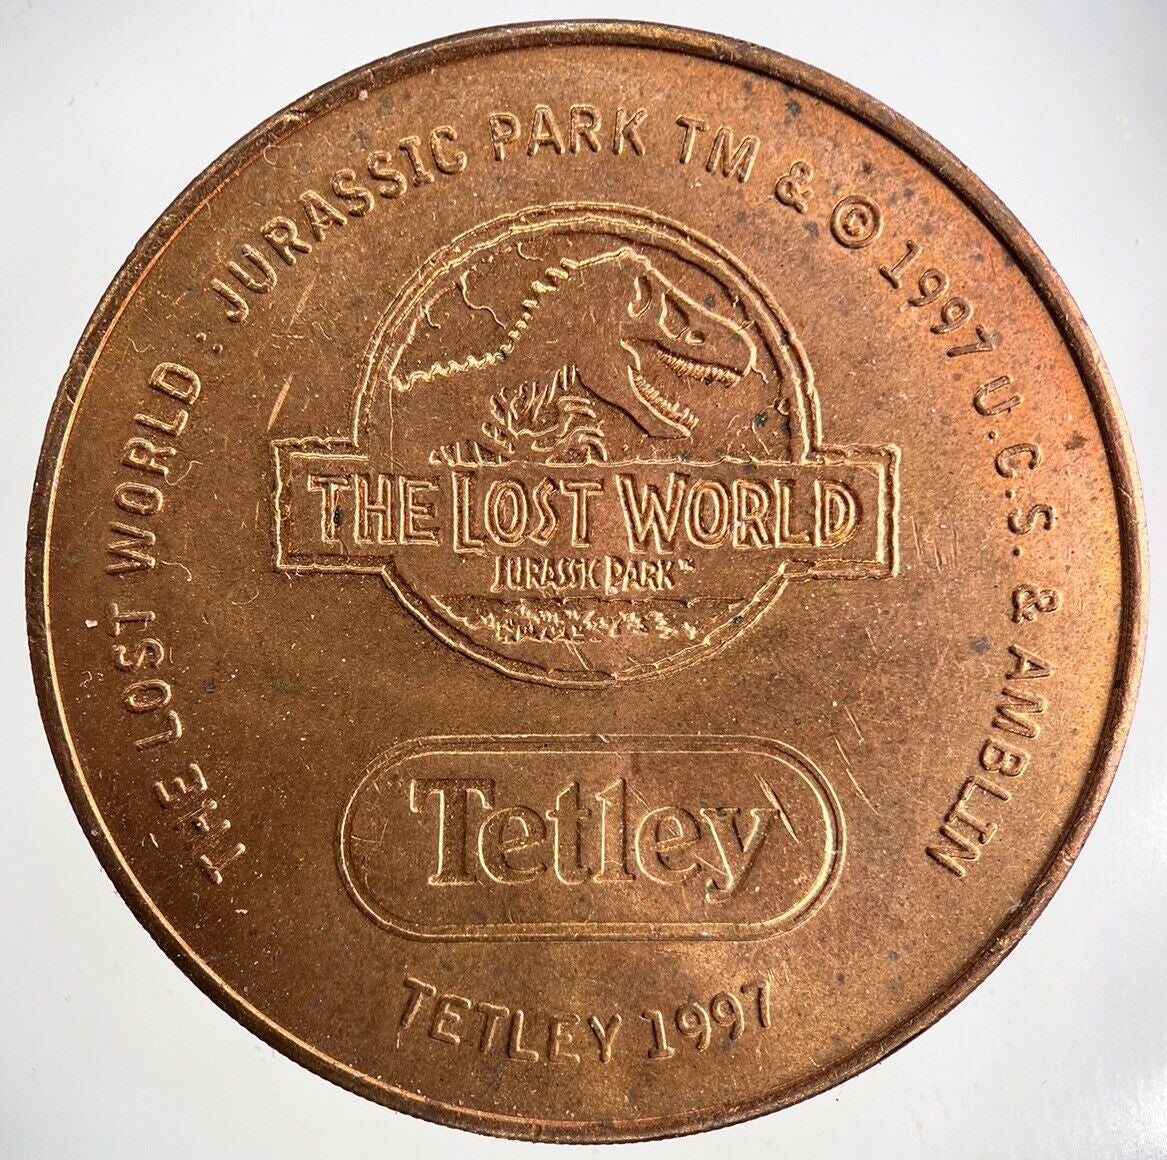 THE LOST WORLD : JURASSIC PARK TM & © 1997 U.C.S. & AMBLIN
THE LOST WORLD
JURASSIC PARK™
Tetley
TETLEY 1997